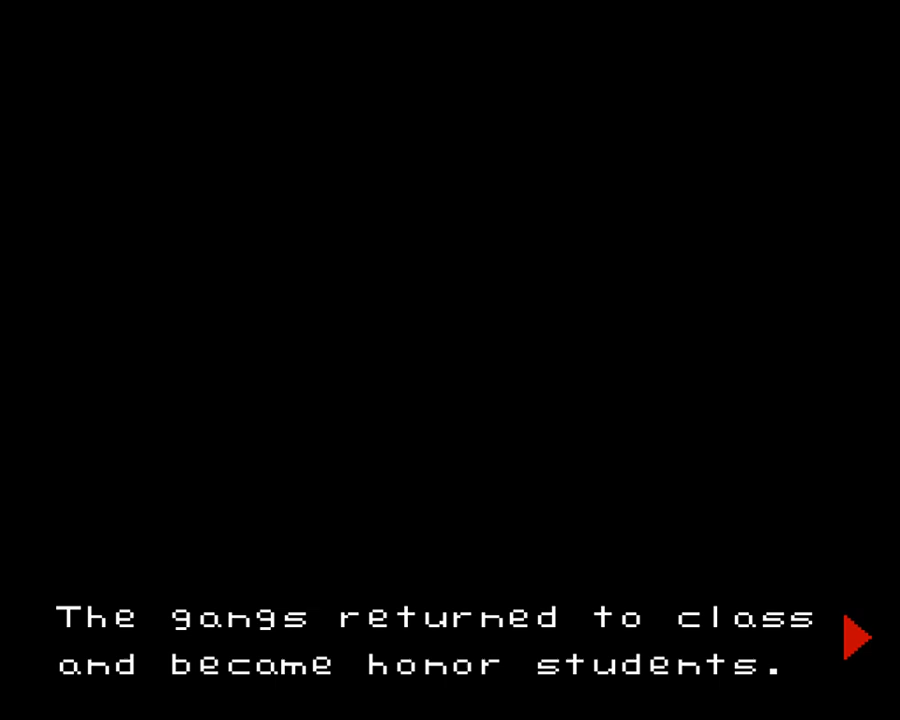 The gangs returned to class
and became honor students.